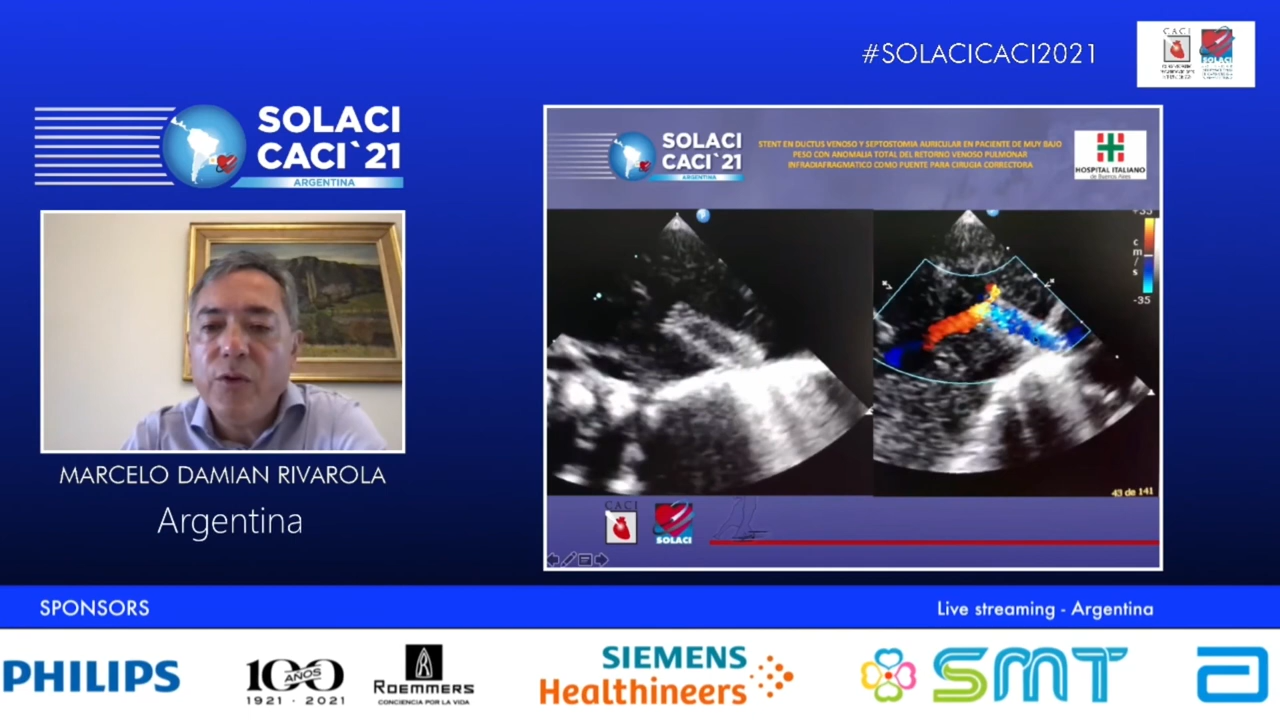 #SOLACICACI2021
CACI
SOLACI
SOLACI
CACI`21
ARGENTINA
MARCELO DAMIAN RIVAROLA
Argentina
SOLACI
CACI`21
ARGENTINA
STENT EN DUCTUS VENOSO Y SEPTOSTOMIA AURICULAR EN PACIENTE DE MUY BAJO
PESO CON ANOMALIA TOTAL DEL RETORNO VENOSO PULMONAR
INFRADIAFRAGMATICO COMO PUENTE PARA CIRUGIA CORRECTORA
HOSPITAL ITALIANO
de Buenos Aires
P
+35
cm/s
-35
43 de 141
CACI
SOLACI
SPONSORS
Live streaming - Argentina
PHILIPS
100
AÑOS
1921 · 2021
ROEMMERS
CONCIENCIA POR LA VIDA
SIEMENS
Healthineers
SMT